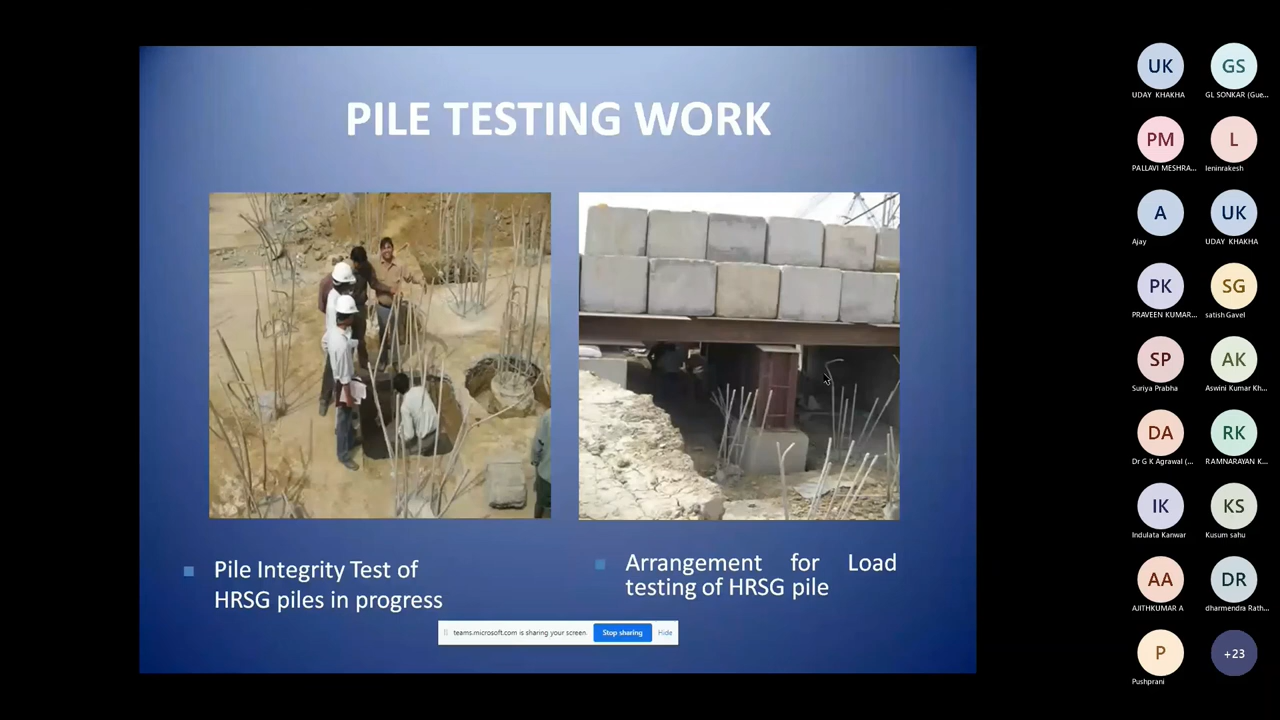 PILE TESTING WORK
Pile Integrity Test of
HRSG piles in progress
Arrangement for Load
testing of HRSG pile
teams.microsoft.com is sharing your screen.
Stop sharing
Hide
UK
UDAY KHAKHA
GS
GL SONKAR (Gue...
PM
PALLAVI MESHRA...
L
leninrakesh
A
Ajay
UK
UDAY KHAKHA
PK
PRAVEEN KUMAR...
SG
satish Gavel
SP
Suriya Prabha
AK
Aswini Kumar Kh...
DA
Dr G K Agrawal (...
RK
RAMNARAYAN K...
IK
Indulata Kanwar
KS
Kusum sahu
AA
AJITHKUMAR A
DR
dharmendra Rath...
P
Pushprani
+23